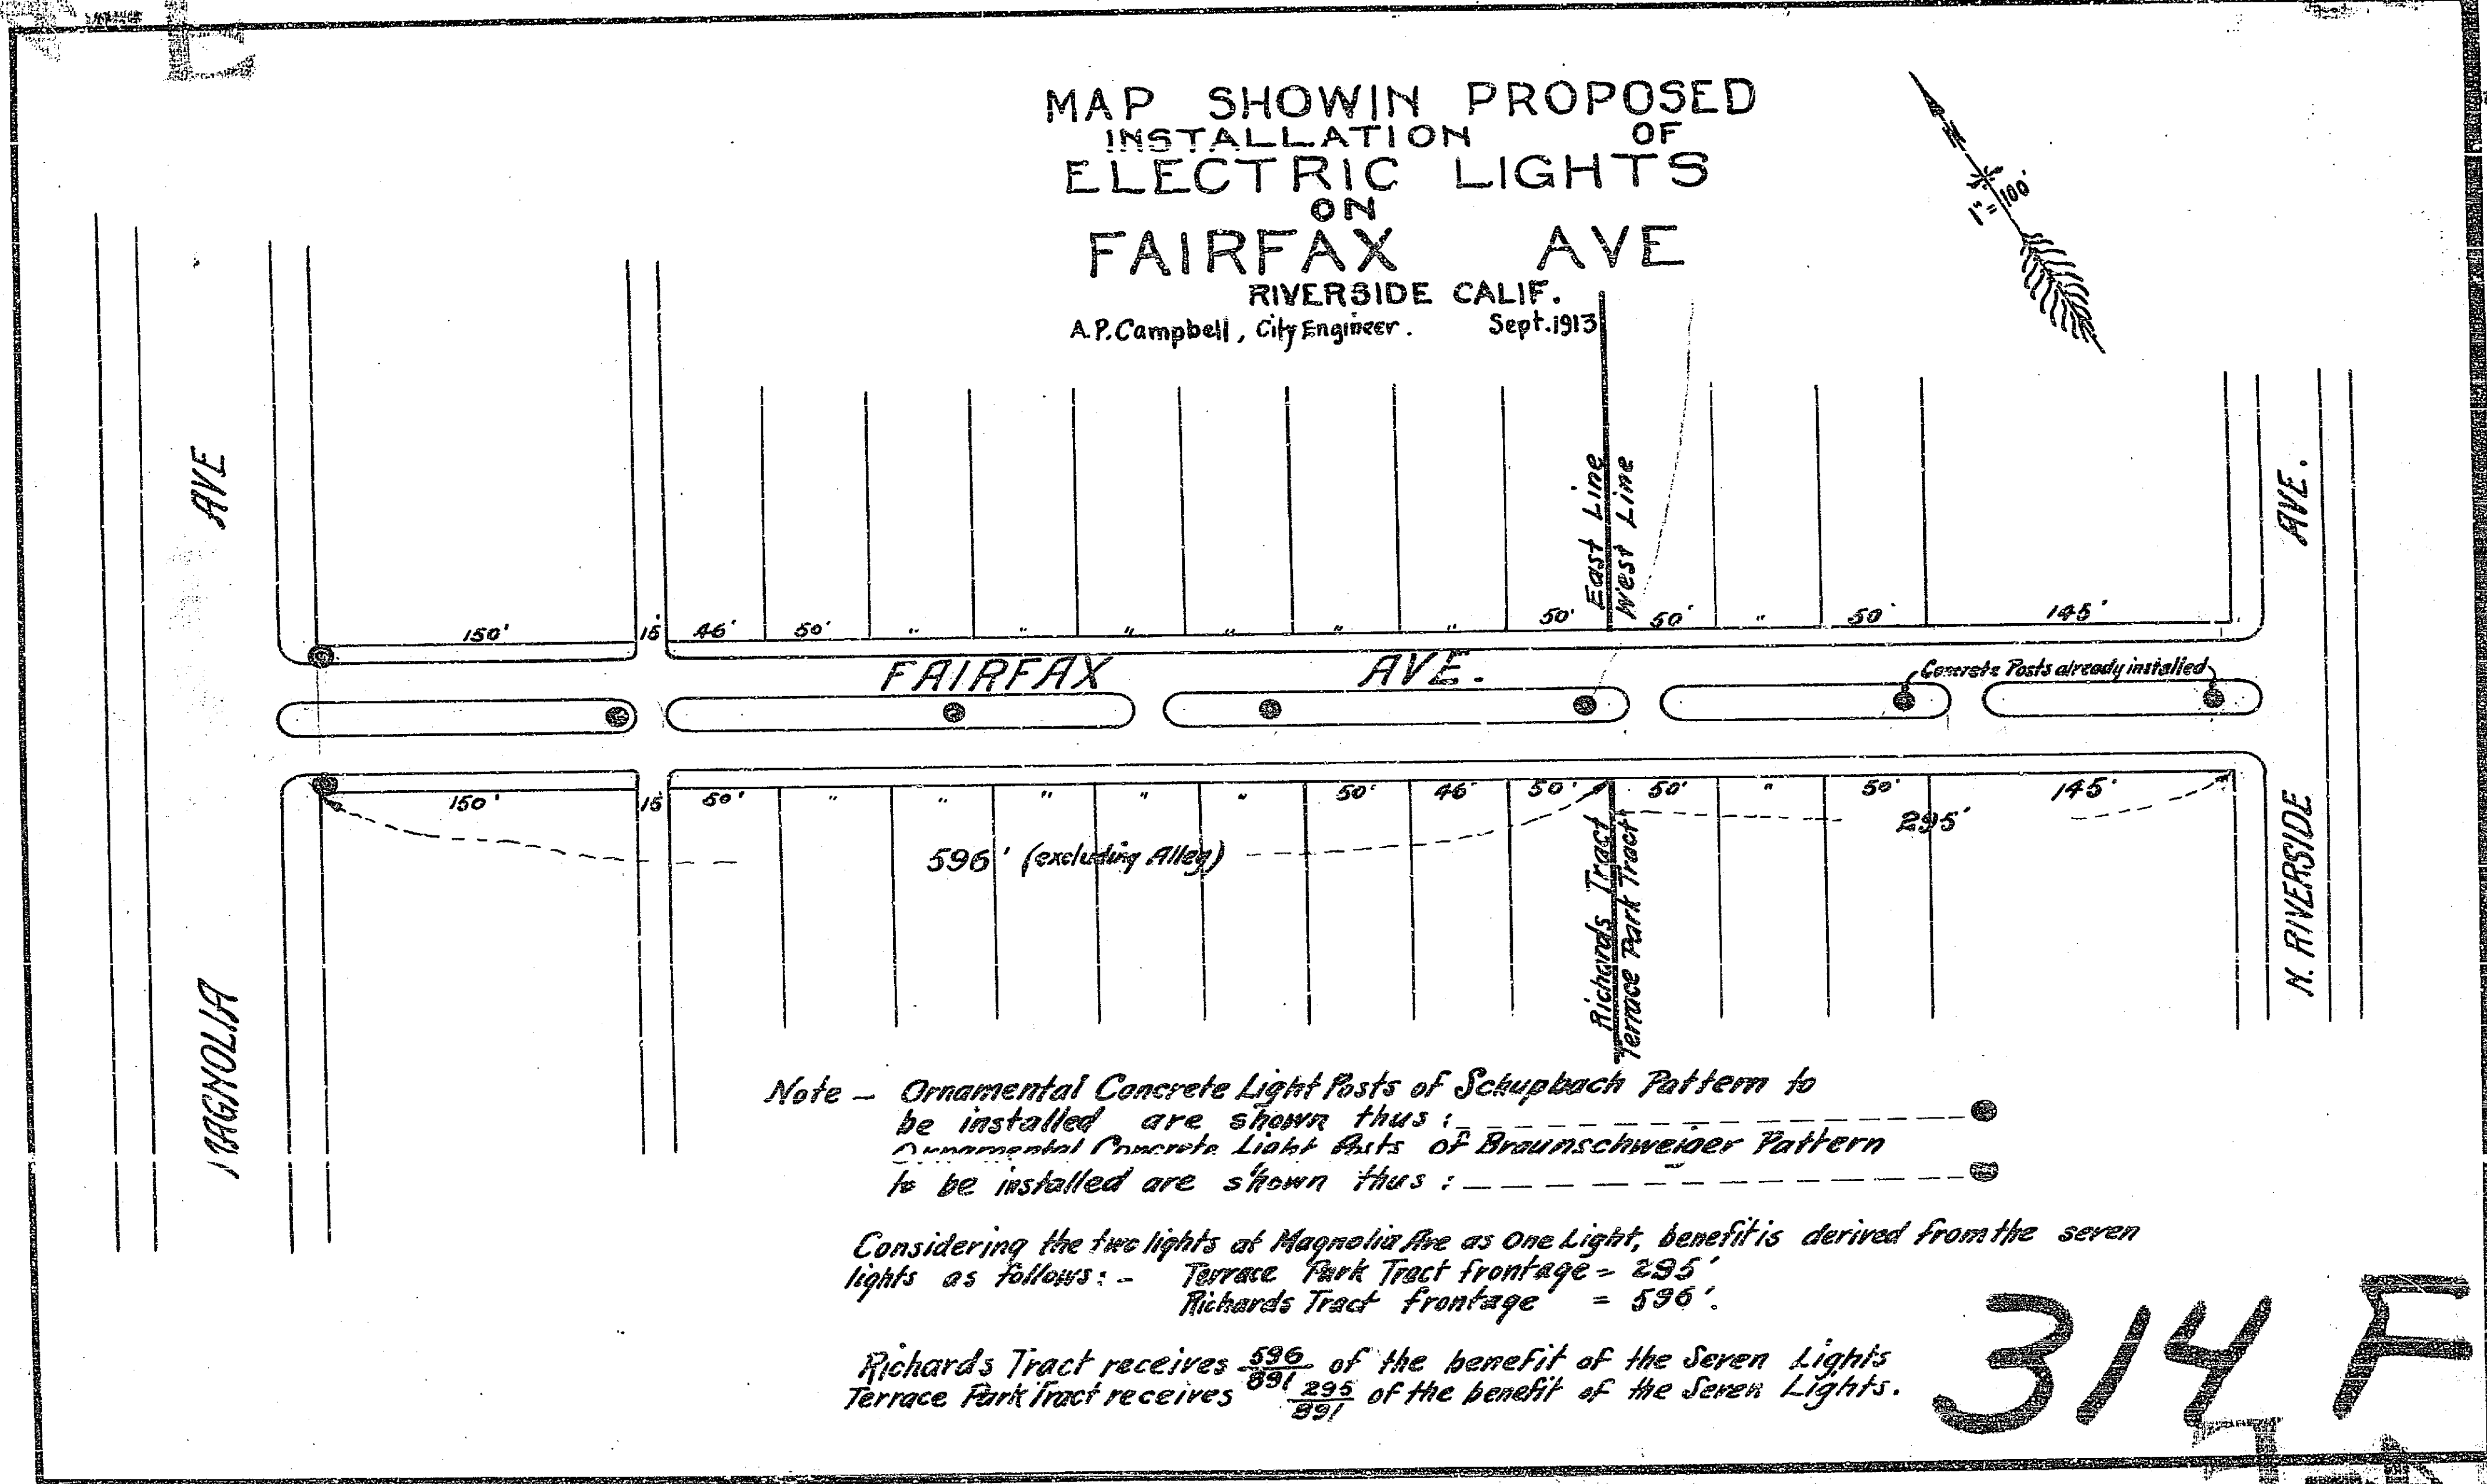 MAP SHOWIN PROPOSED
INSTALLATION OF
ELECTRIC LIGHTS
ON
FAIRFAX AVE
RIVERSIDE CALIF.
A.P. Campbell, City Engineer. Sept. 1913
N
1" = 100'
AVE
MAGNOLIA
AVE.
N. RIVERSIDE
East Line
West Line
150' 15' 46' 50' " " " " " " 50' 50' " 50' 145'
FAIRFAX AVE.
Concrete Posts already installed
150' 15' 50' " " " " " 50' 46' 50' 50' " 50' 145'
596' (excluding Alley)
295'
Richards Tract
Terrace Park Tract
Note - Ornamental Concrete Light Posts of Schupbach Pattern to
be installed are shown thus :
Ornamental Concrete Light Posts of Braunschweiger Pattern
to be installed are shown thus :
Considering the two lights at Magnolia Ave as One Light, benefit is derived from the seven
lights as follows: - Terrace Park Tract frontage = 295'
Richards Tract frontage = 596'.
Richards Tract receives 596/891 of the benefit of the Seven Lights
Terrace Park Tract receives 295/891 of the benefit of the Seven Lights.
314 F